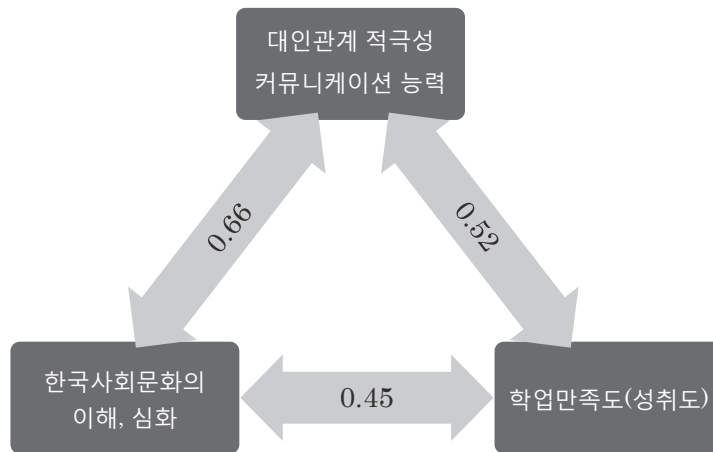 대인관계 적극성
커뮤니케이션 능력
0.66
0.52
한국사회문화의
이해, 심화
0.45
학업만족도(성취도)